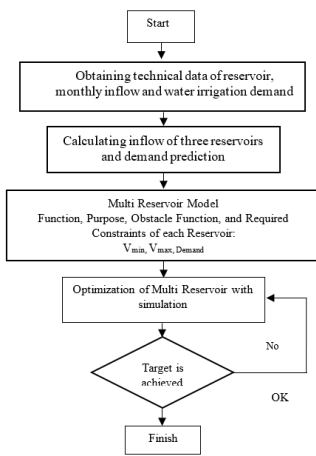 Start
Obtaining technical data of reservoir,
monthly inflow and water irrigation demand
Calculating inflow of three reservoirs
and demand prediction
Multi Reservoir Model
Function, Purpose, Obstacle Function, and Required
Constraints of each Reservoir:
Vmin, Vmax, Demand
Optimization of Multi Reservoir with
simulation
No
Target is
achieved
OK
Finish